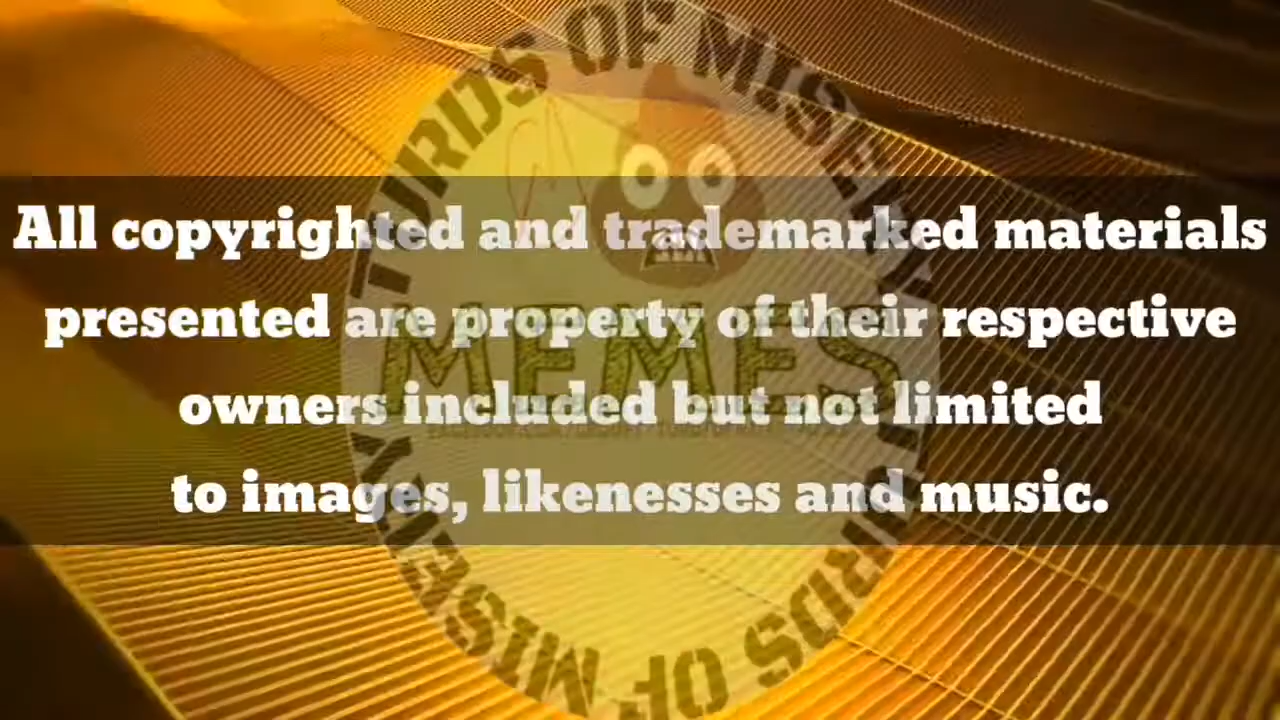 TURDS OF MISERY
All copyrighted and trademarked materials
presented are property of their respective
MEMES
owners included but not limited
to images, likenesses and music.
TURDS OF MISERY